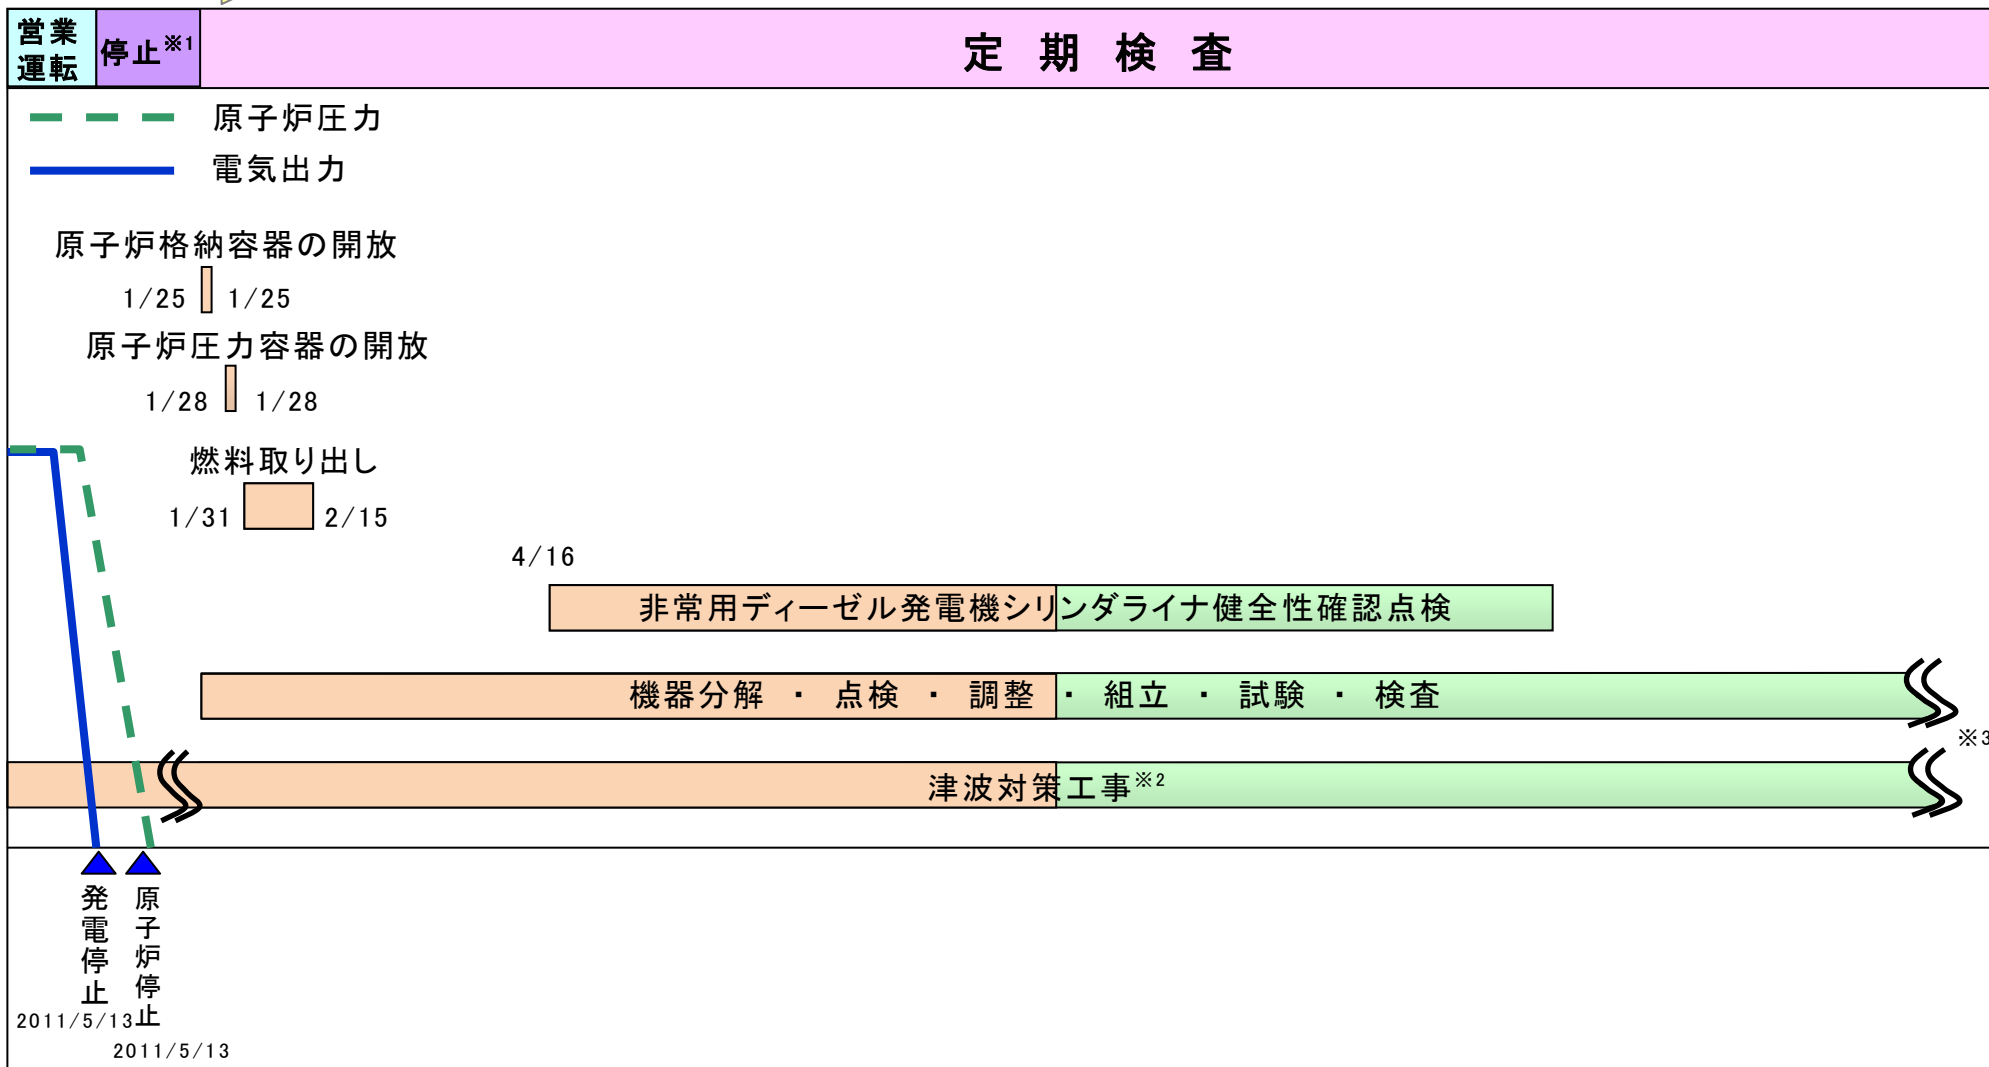 営業
運転
停止※1
定期検査
原子炉圧力
電気出力
原子炉格納容器の開放
1/25 1/25
原子炉圧力容器の開放
1/28 1/28
燃料取り出し
1/31 2/15
4/16
非常用ディーゼル発電機シリンダライナ健全性確認点検
機器分解 ・ 点検 ・ 調整 ・ 組立 ・ 試験 ・ 検査
※3
津波対策工事※2
発電停止
2011/5/13
原子炉停止
2011/5/13